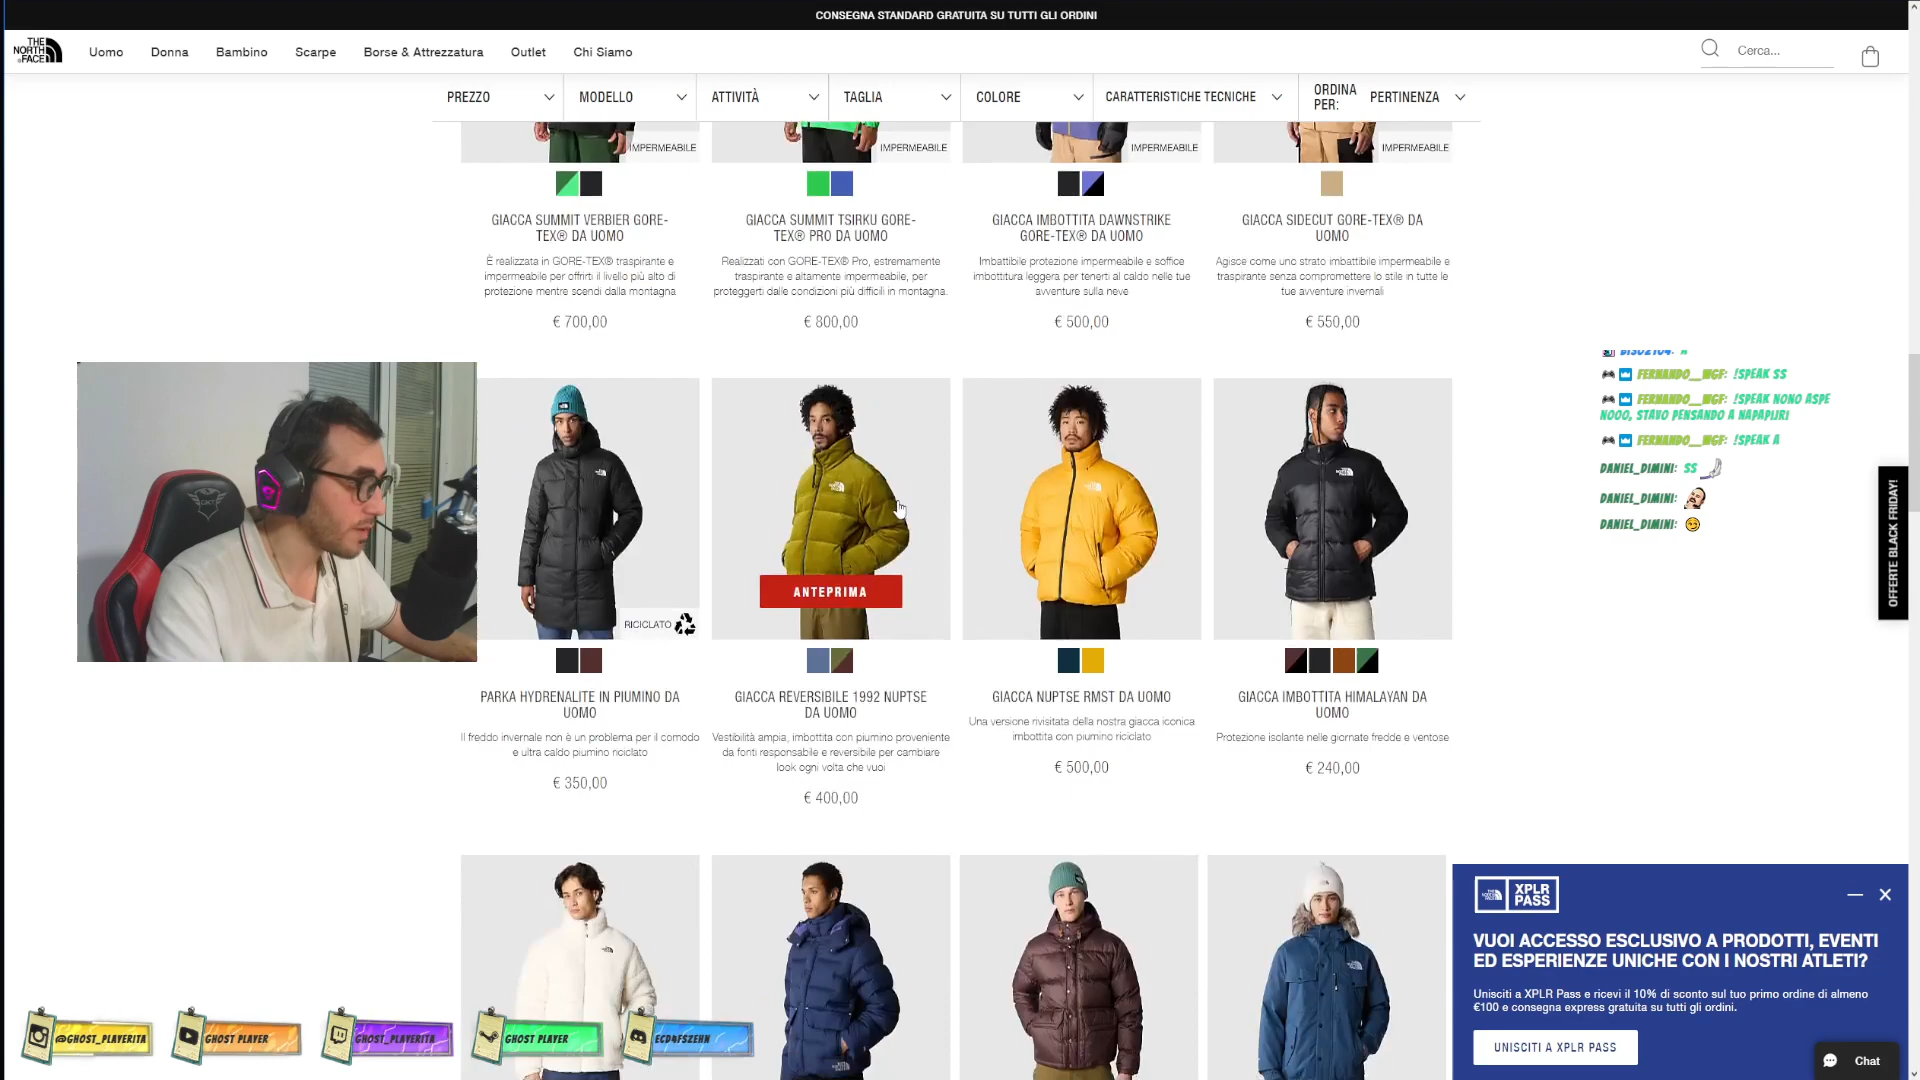 CONSEGNA STANDARD GRATUITA SU TUTTI GLI ORDINI
THE
NORTH
FACE
Uomo
Donna
Bambino
Scarpe
Borse & Attrezzatura
Outlet
Chi Siamo
Cerca...
PREZZO
MODELLO
ATTIVITÀ
TAGLIA
COLORE
CARATTERISTICHE TECNICHE
ORDINA
PER:
PERTINENZA
IMPERMEABILE
IMPERMEABILE
IMPERMEABILE
IMPERMEABILE
GIACCA SUMMIT VERBIER GORE-
TEX® DA UOMO
È realizzata in GORE-TEX® traspirante e
impermeabile per offrirti il livello più alto di
protezione mentre scendi dalla montagna
€ 700,00
GIACCA SUMMIT TSIRKU GORE-
TEX® PRO DA UOMO
Realizzati con GORE-TEX® Pro, estremamente
traspirante e altamente impermeabile, per
proteggerti dalle condizioni più difficili in montagna.
€ 800,00
GIACCA IMBOTTITA DAWNSTRIKE
GORE-TEX® DA UOMO
Imbattibile protezione impermeabile e soffice
imbottitura leggera per tenerti al caldo nelle tue
avventure sulla neve
€ 500,00
GIACCA SIDECUT GORE-TEX® DA
UOMO
Agisce come uno strato imbattibile impermeabile e
traspirante senza compromettere lo stile in tutte le
tue avventure invernali
€ 550,00
FERNANDO__WGF: !SPEAK SS
FERNANDO__WGF: !SPEAK NONO ASPE
NOOO, STAVO PENSANDO A NAPAPIJRI
FERNANDO__WGF: !SPEAK A
DANIEL_DIMINI: SS
DANIEL_DIMINI:
DANIEL_DIMINI:
OFFERTE BLACK FRIDAY!
RICICLATO
ANTEPRIMA
PARKA HYDRENALITE IN PIUMINO DA
UOMO
Il freddo invernale non è un problema per il comodo
e ultra caldo piumino riciclato
€ 350,00
GIACCA REVERSIBILE 1992 NUPTSE
DA UOMO
Vestibilità ampia, imbottita con piumino proveniente
da fonti responsabile e reversibile per cambiare
look ogni volta che vuoi
€ 400,00
GIACCA NUPTSE RMST DA UOMO
Una versione rivisitata della nostra giacca iconica
imbottita con piumino riciclato
€ 500,00
GIACCA IMBOTTITA HIMALAYAN DA
UOMO
Protezione isolante nelle giornate fredde e ventose
€ 240,00
XPLR
PASS
VUOI ACCESSO ESCLUSIVO A PRODOTTI, EVENTI
ED ESPERIENZE UNICHE CON I NOSTRI ATLETI?
Unisciti a XPLR Pass e ricevi il 10% di sconto sul tuo primo ordine di almeno
€100 e consegna express gratuita su tutti gli ordini.
UNISCITI A XPLR PASS
Chat
@GHOST_PLAYERITA
GHOST PLAYER
GHOST_PLAYERITA
GHOST PLAYER
ECD4FSZEHN